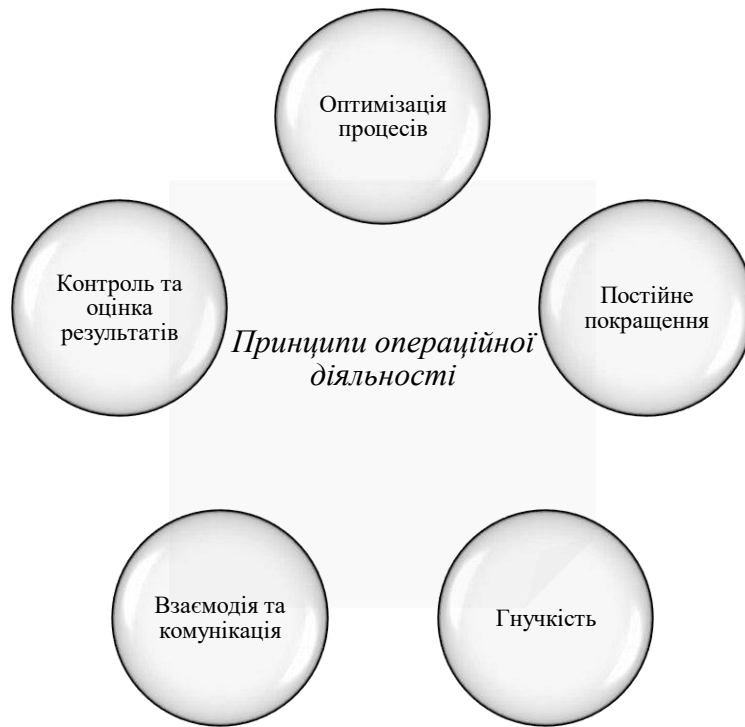 Оптимізація
процесів
Контроль та
оцінка
результатів
Постійне
покращення
Принципи операційної
діяльності
Взаємодія та
комунікація
Гнучкість